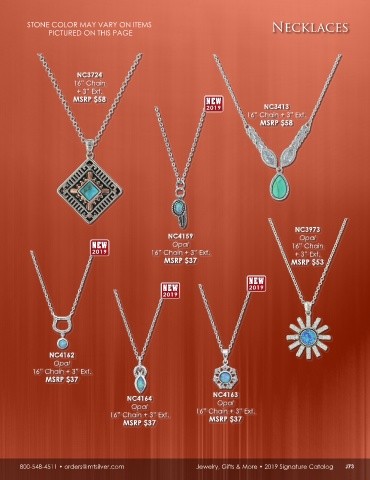 STONE COLOR MAY VARY ON ITEMS
PICTURED ON THIS PAGE
NECKLACES
NC3724
16" Chain
+ 3" Ext.
MSRP $58
NEW
2019
NC3413
16" Chain + 3" Ext.
MSRP $58
NC4159
Opal
16" Chain + 3" Ext.
MSRP $37
NC3973
Opal
16" Chain
+ 3" Ext.
MSRP $53
NEW
2019
NC4162
Opal
16" Chain + 3" Ext.
MSRP $37
NEW
2019
NC4164
Opal
16" Chain + 3" Ext.
MSRP $37
NEW
2019
NC4163
Opal
16" Chain + 3" Ext.
MSRP $37
800-548-4511 • orders@mtsilver.com
Jewelry, Gifts & More • 2019 Signature Catalog J73